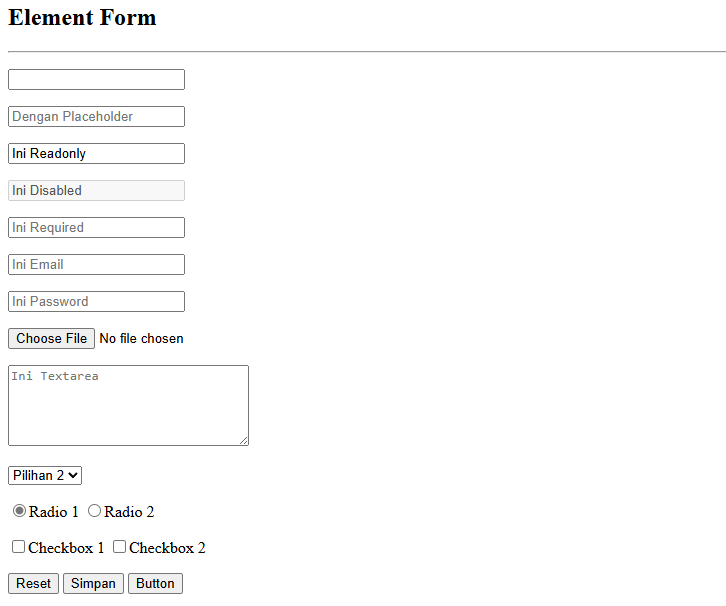 Element Form
Dengan Placeholder
Ini Readonly
Ini Disabled
Ini Required
Ini Email
Ini Password
Choose File No file chosen
Ini Textarea
Pilihan 2
Radio 1 Radio 2
Checkbox 1 Checkbox 2
Reset Simpan Button